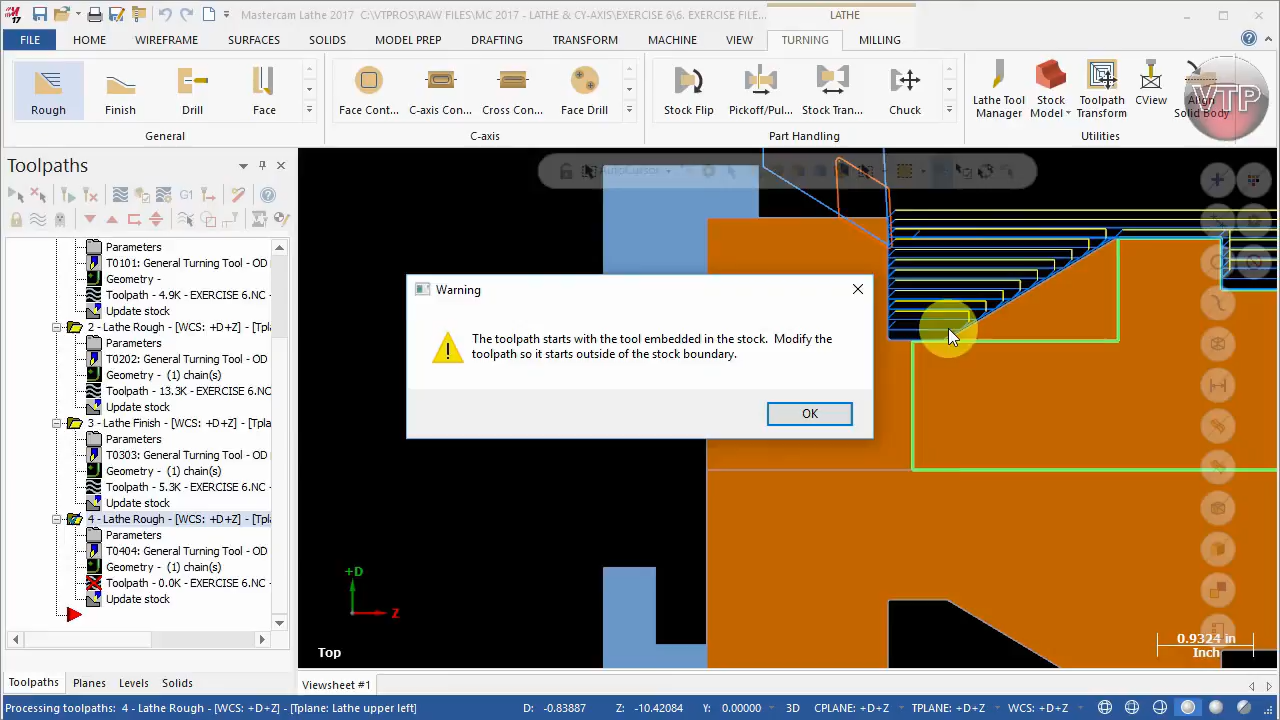 Mastercam Lathe 2017 - C:\VTPROS\RAW FILES\MC 2017 - LATHE & CY-AXIS\EXERCISE 6\6. EXERCISE FILE...
LATHE
FILE HOME WIREFRAME SURFACES SOLIDS MODEL PREP DRAFTING TRANSFORM MACHINE VIEW TURNING MILLING
Rough Finish Drill Face
Face Cont... C-axis Con... Cross Con... Face Drill
Stock Flip Pickoff/Pul... Stock Tran... Chuck
Lathe Tool Manager
Stock Model
Toolpath Transform
CView
Align Solid Body
VTP
General C-axis Part Handling Utilities
Toolpaths
AutoCursor
G1
Parameters
T0101: General Turning Tool - OD
Geometry -
Toolpath - 4.9K - EXERCISE 6.NC -
Update stock
2 - Lathe Rough - [WCS: +D+Z] - [Tpla
Parameters
T0202: General Turning Tool - OD
Geometry - (1) chain(s)
Toolpath - 13.3K - EXERCISE 6.NC
Update stock
3 - Lathe Finish - [WCS: +D+Z] - [Tpl
Parameters
T0303: General Turning Tool - OD
Geometry - (1) chain(s)
Toolpath - 5.3K - EXERCISE 6.NC -
Update stock
4 - Lathe Rough - [WCS: +D+Z] - [Tpla
Parameters
T0404: General Turning Tool - OD
Geometry - (1) chain(s)
Toolpath - 0.0K - EXERCISE 6.NC -
Update stock
Warning
The toolpath starts with the tool embedded in the stock. Modify the
toolpath so it starts outside of the stock boundary.
OK
+D
Z
Top
0.9324 in
Inch
Toolpaths Planes Levels Solids
Viewsheet #1
Processing toolpaths: 4 - Lathe Rough - [WCS: +D+Z] - [Tplane: Lathe upper left] D: -0.83887 Z: -10.42084 Y: 0.00000 3D CPLANE: +D+Z TPLANE: +D+Z WCS: +D+Z